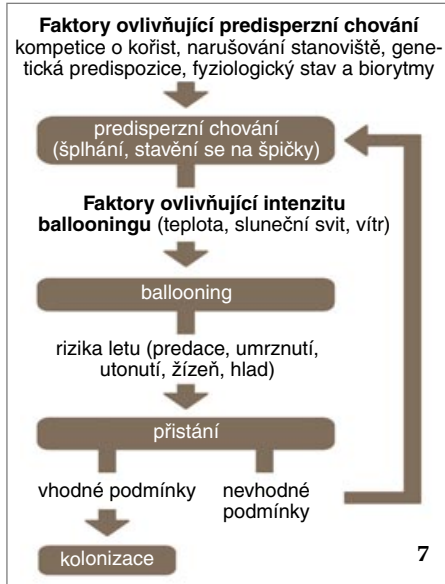 Faktory ovlivňující predisperzní chování
kompetice o kořist, narušování stanoviště, gene-
tická predispozice, fyziologický stav a biorytmy
predisperzní chování
(šplhání, stavění se na špičky)
Faktory ovlivňující intenzitu
ballooningu (teplota, sluneční svit, vítr)
ballooning
rizika letu (predace, umrznutí,
utonutí, žízeň, hlad)
přistání
vhodné podmínky
nevhodné
podmínky
kolonizace
7